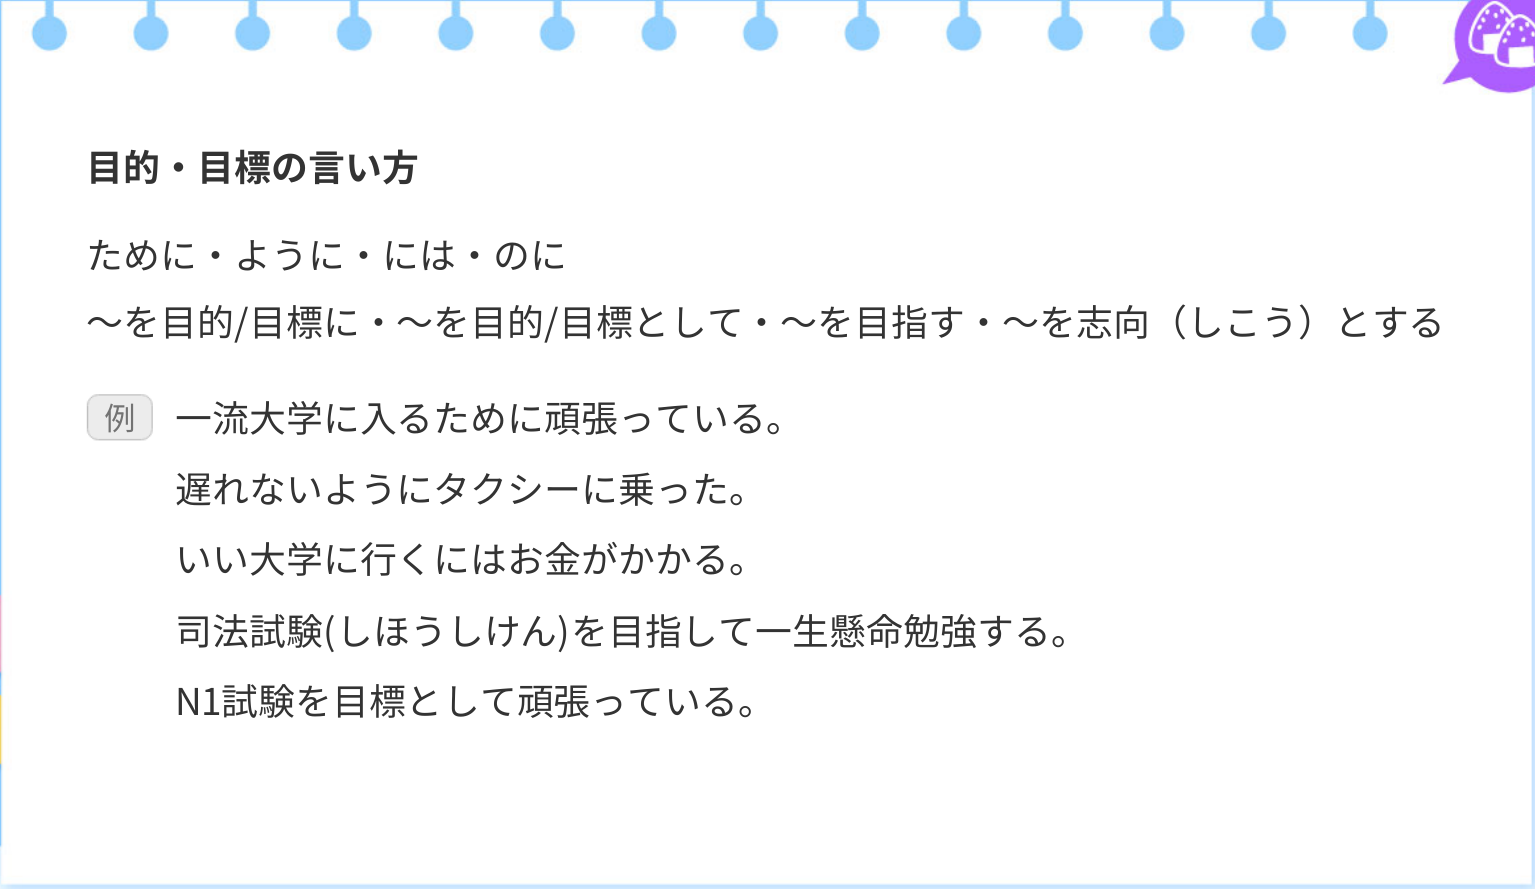 目的・目標の言い方
ために・ように・には・のに
～を目的/目標に・～を目的/目標として・～を目指す・～を志向（しこう）とする
例 一流大学に入るために頑張っている。
遅れないようにタクシーに乗った。
いい大学に行くにはお金がかかる。
司法試験(しほうしけん)を目指して一生懸命勉強する。
N1試験を目標として頑張っている。